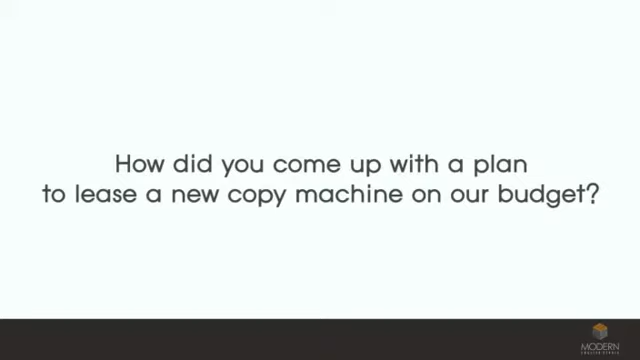 How did you come up with a plan
to lease a new copy machine on our budget?
MODERN